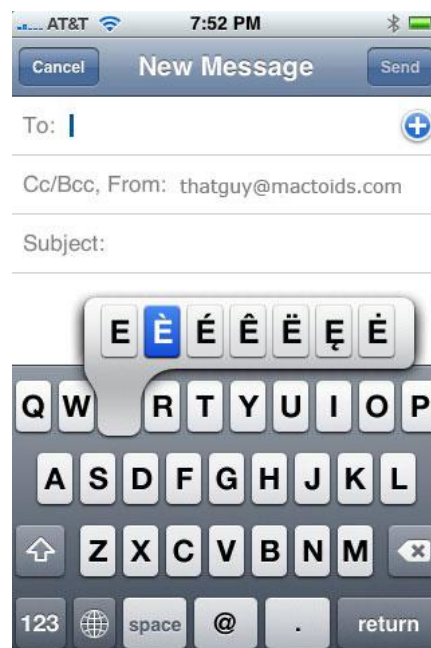 AT&T 7:52 PM
Cancel New Message Send
To:
Cc/Bcc, From: thatguy@mactoids.com
Subject:
E È É Ê Ë Ę Ė
Q W R T Y U I O P
A S D F G H J K L
Z X C V B N M
123 space @ . return